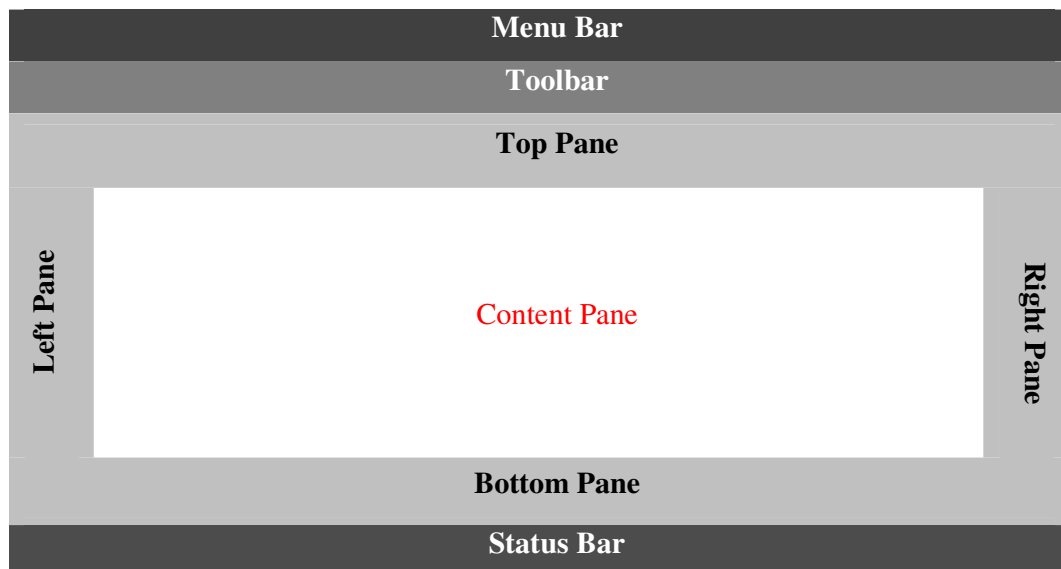 Menu Bar
Toolbar
Top Pane
Left Pane
Content Pane
Right Pane
Bottom Pane
Status Bar